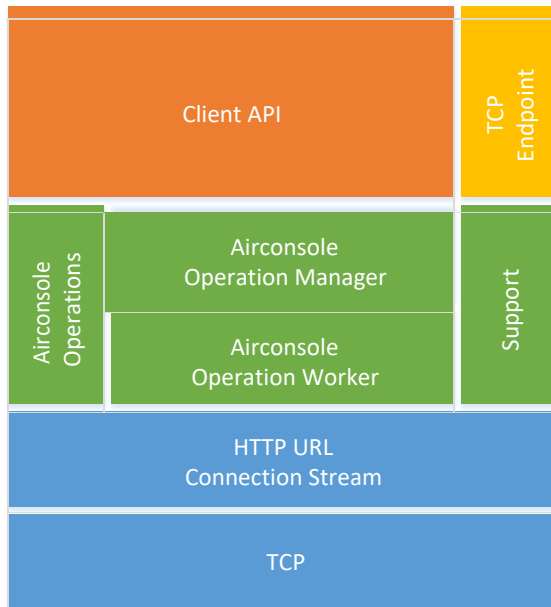 Client API
TCP
Endpoint
Airconsole
Operations
Airconsole
Operation Manager
Airconsole
Operation Worker
Support
HTTP URL
Connection Stream
TCP